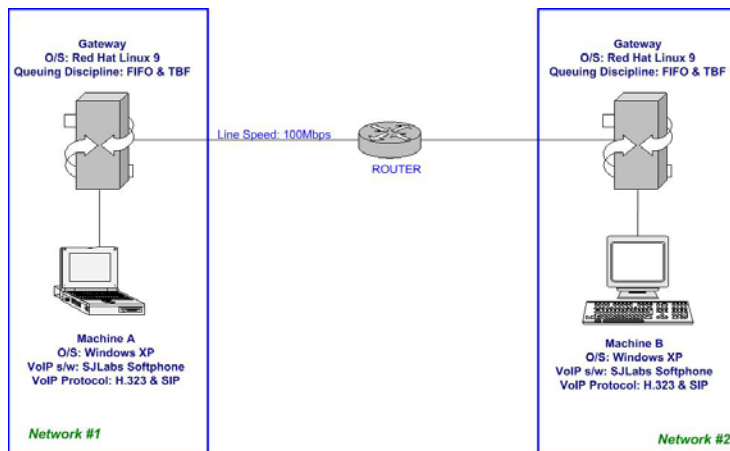 Gateway
O/S: Red Hat Linux 9
Queuing Discipline: FIFO & TBF
Line Speed: 100Mbps
ROUTER
Gateway
O/S: Red Hat Linux 9
Queuing Discipline: FIFO & TBF
Machine A
O/S: Windows XP
VoIP s/w: SJLabs Softphone
VoIP Protocol: H.323 & SIP
Network #1
Machine B
O/S: Windows XP
VoIP s/w: SJLabs Softphone
VoIP Protocol: H.323 & SIP
Network #2